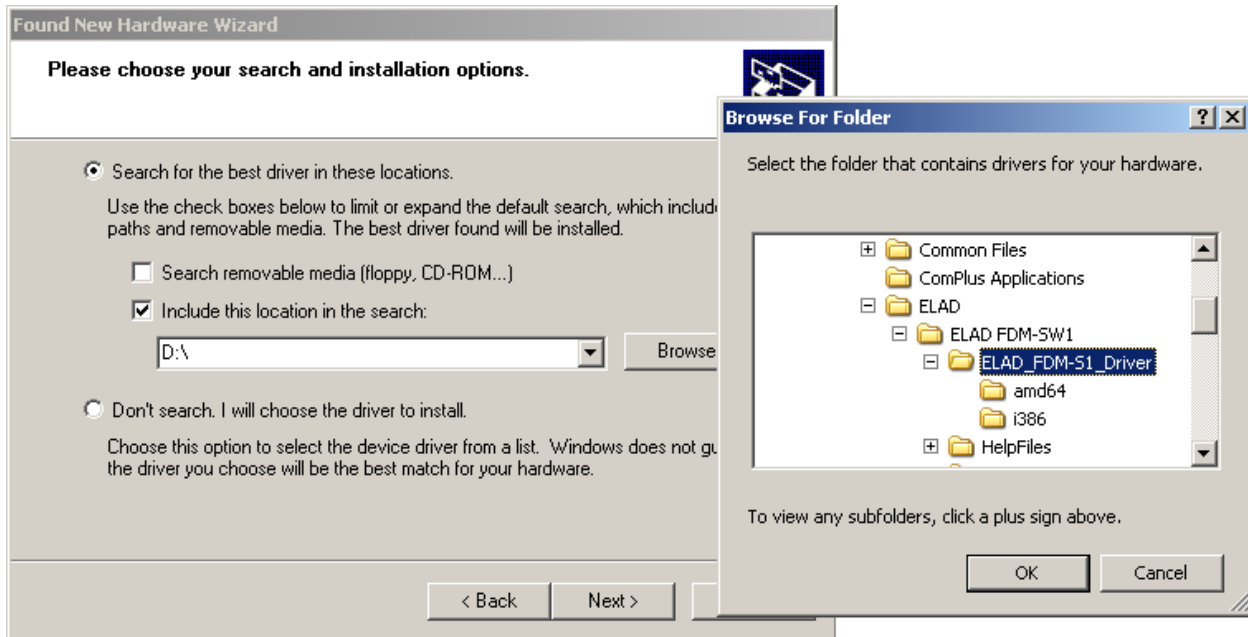 Found New Hardware Wizard
Please choose your search and installation options.
Search for the best driver in these locations.
Use the check boxes below to limit or expand the default search, which
paths and removable media. The best driver found will be installed.
Search removable media (floppy, CD-ROM...)
Include this location in the search:
D:\
Browse
Don't search. I will choose the driver to install.
Choose this option to select the device driver from a list. Windows does not
the driver you choose will be the best match for your hardware.
< Back
Next >
Browse For Folder
Select the folder that contains drivers for your hardware.
Common Files
ComPlus Applications
ELAD
ELAD FDM-SW1
ELAD_FDM-S1_Driver
amd64
i386
HelpFiles
To view any subfolders, click a plus sign above.
OK
Cancel